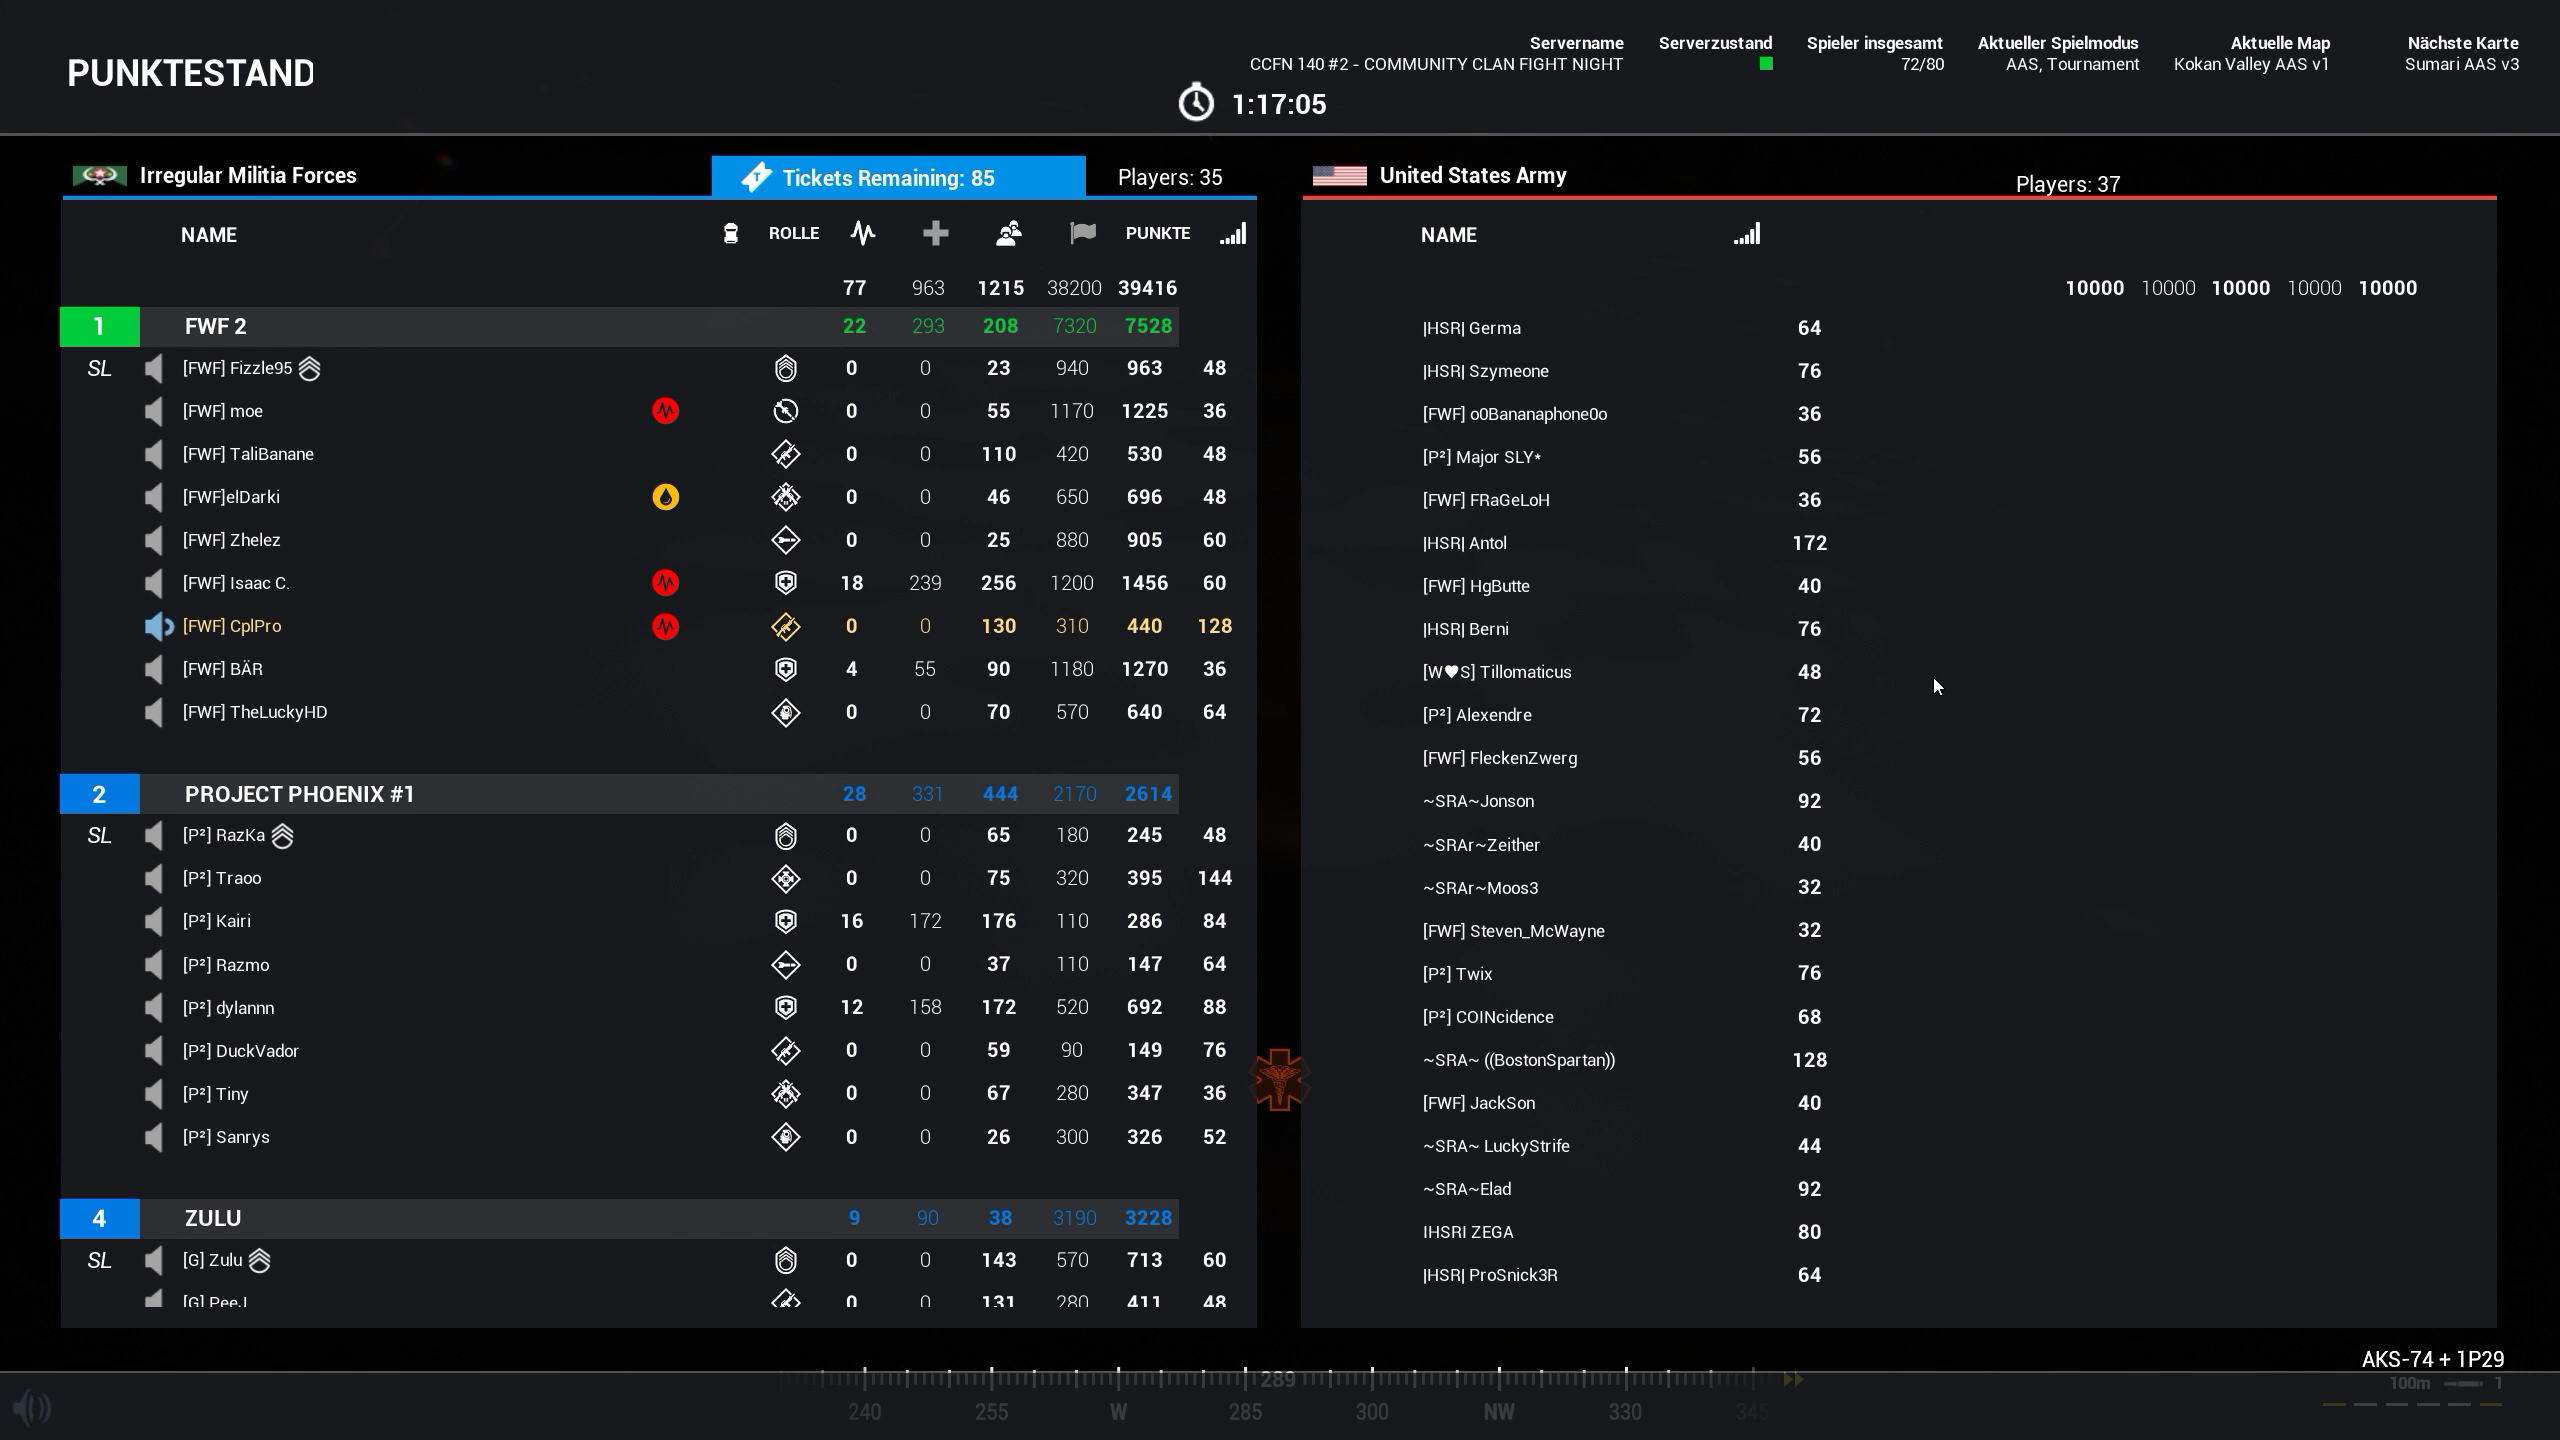 PUNKTESTAND
Servername
CCFN 140 #2 - COMMUNITY CLAN FIGHT NIGHT
Serverzustand
Spieler insgesamt
72/80
Aktueller Spielmodus
AAS, Tournament
Aktuelle Map
Kokan Valley AAS v1
Nächste Karte
Sumari AAS v3
1:17:05
Irregular Militia Forces
Tickets Remaining: 85
Players: 35
NAME ROLLE PUNKTE
77 963 1215 38200 39416
1 FWF 2 22 293 208 7320 7528
SL [FWF] Fizzle95 0 0 23 940 963 48
[FWF] moe 0 0 55 1170 1225 36
[FWF] TaliBanane 0 0 110 420 530 48
[FWF]elDarki 0 0 46 650 696 48
[FWF] Zhelez 0 0 25 880 905 60
[FWF] Isaac C. 18 239 256 1200 1456 60
[FWF] CplPro 0 0 130 310 440 128
[FWF] BÄR 4 55 90 1180 1270 36
[FWF] TheLuckyHD 0 0 70 570 640 64
2 PROJECT PHOENIX #1 28 331 444 2170 2614
SL [P²] RazKa 0 0 65 180 245 48
[P²] Traoo 0 0 75 320 395 144
[P²] Kairi 16 172 176 110 286 84
[P²] Razmo 0 0 37 110 147 64
[P²] dylannn 12 158 172 520 692 88
[P²] DuckVador 0 0 59 90 149 76
[P²] Tiny 0 0 67 280 347 36
[P²] Sanrys 0 0 26 300 326 52
4 ZULU 9 90 38 3190 3228
SL [G] Zulu 0 0 143 570 713 60
[G] PeeJ 0 0 131 280 411 48
United States Army
Players: 37
NAME
10000 10000 10000 10000 10000
|HSR| Germa 64
|HSR| Szymeone 76
[FWF] o0Bananaphone0o 36
[P²] Major SLY* 56
[FWF] FRaGeLoH 36
|HSR| Antol 172
[FWF] HgButte 40
|HSR| Berni 76
[W♥S] Tillomaticus 48
[P²] Alexendre 72
[FWF] FleckenZwerg 56
~SRA~Jonson 92
~SRAr~Zeither 40
~SRAr~Moos3 32
[FWF] Steven_McWayne 32
[P²] Twix 76
[P²] COINcidence 68
~SRA~ ((BostonSpartan)) 128
[FWF] JackSon 40
~SRA~ LuckyStrife 44
~SRA~Elad 92
IHSRI ZEGA 80
|HSR| ProSnick3R 64
AKS-74 + 1P29
100m 1
289
240 255 W 285 300 NW 330 345